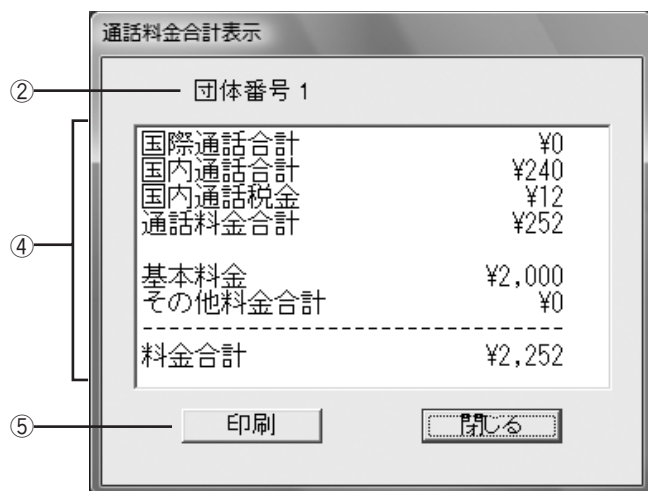 通話料金合計表示
② 団体番号 1
④
国際通話合計 ¥0
国内通話合計 ¥240
国内通話税金 ¥12
通話料金合計 ¥252
基本料金 ¥2,000
その他料金合計 ¥0
--------------------------------
料金合計 ¥2,252
⑤ 印刷 閉じる